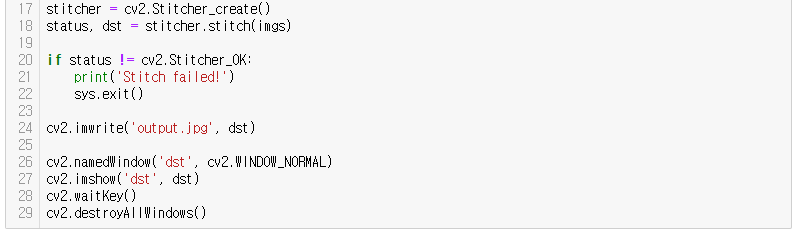 17 stitcher = cv2.Stitcher_create()
18 status, dst = stitcher.stitch(imgs)
19
20 if status != cv2.Stitcher_OK:
21     print('Stitch failed!')
22     sys.exit()
23
24 cv2.imwrite('output.jpg', dst)
25
26 cv2.namedWindow('dst', cv2.WINDOW_NORMAL)
27 cv2.imshow('dst', dst)
28 cv2.waitKey()
29 cv2.destroyAllWindows()